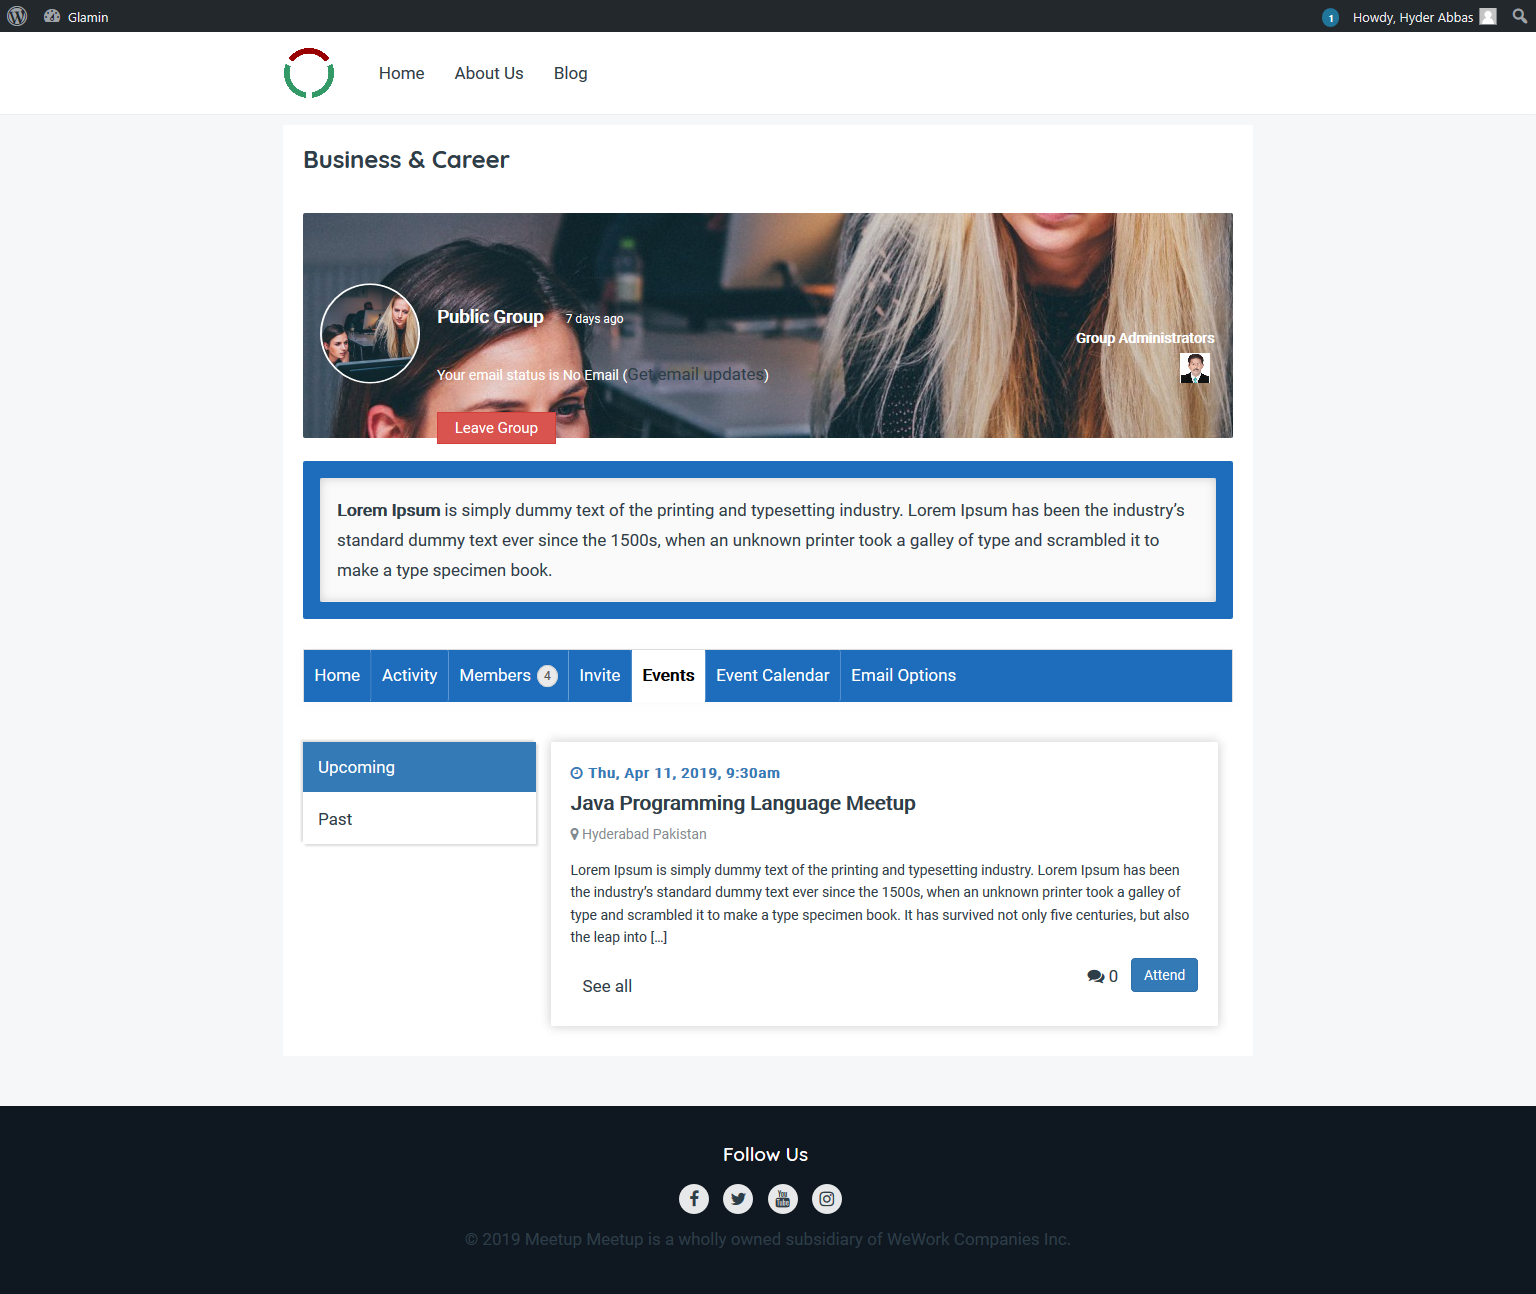 Glamin
1
Howdy, Hyder Abbas
Home
About Us
Blog
Business & Career
Public Group
7 days ago
Group Administrators
Your email status is No Email (Get email updates)
Leave Group
Lorem Ipsum is simply dummy text of the printing and typesetting industry. Lorem Ipsum has been the industry’s
standard dummy text ever since the 1500s, when an unknown printer took a galley of type and scrambled it to
make a type specimen book.
Home
Activity
Members 4
Invite
Events
Event Calendar
Email Options
Upcoming
Past
Thu, Apr 11, 2019, 9:30am
Java Programming Language Meetup
Hyderabad Pakistan
Lorem Ipsum is simply dummy text of the printing and typesetting industry. Lorem Ipsum has been
the industry’s standard dummy text ever since the 1500s, when an unknown printer took a galley of
type and scrambled it to make a type specimen book. It has survived not only five centuries, but also
the leap into […]
See all
0
Attend
Follow Us
You Tube
© 2019 Meetup Meetup is a wholly owned subsidiary of WeWork Companies Inc.